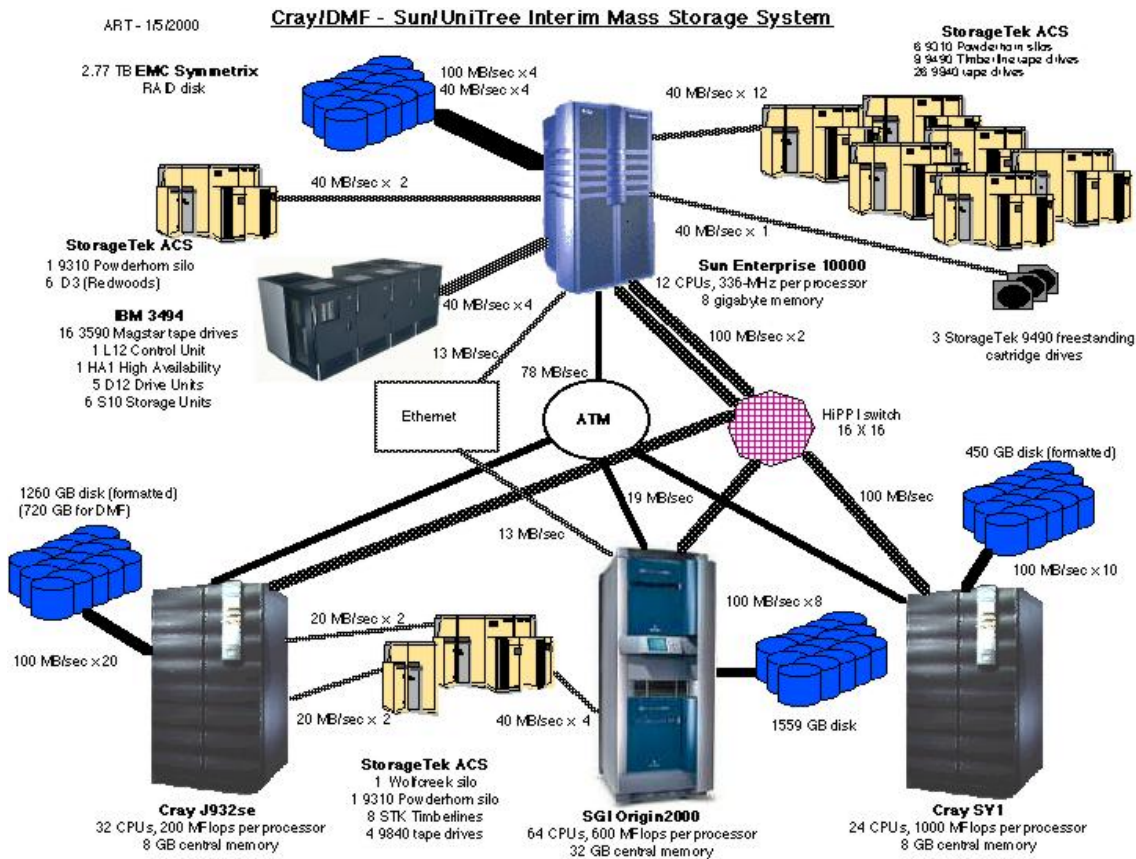 Cray/DMF - Sun/UniTree Interim Mass Storage System
ART - 1/5/2000
2.77 TB EMC Symmetrix
RAID disk
100 MB/sec x 4
40 MB/sec x 4
40 MB/sec x 12
StorageTek ACS
6 9310 Powderhorn silos
9 9490 Timberline tape drives
26 9840 tape drives
40 MB/sec x 2
StorageTek ACS
1 9310 Powderhorn silo
6 D3 (Redwoods)
40 MB/sec x 1
Sun Enterprise 10000
12 CPUs, 336-MHz per processor
8 gigabyte memory
IBM 3494
16 3590 Magstar tape drives
1 L12 Control Unit
1 HA1 High Availability
5 D12 Drive Units
6 S10 Storage Units
40 MB/sec x 4
100 MB/sec x 2
3 StorageTek 9490 freestanding
cartridge drives
13 MB/sec
78 MB/sec
Ethernet
ATM
HiPPI switch
16 X 16
450 GB disk (formatted)
1260 GB disk (formatted)
(720 GB for DMF)
19 MB/sec
100 MB/sec
13 MB/sec
100 MB/sec x 10
20 MB/sec x 2
100 MB/sec x 8
100 MB/sec x 20
20 MB/sec x 2
40 MB/sec x 4
1559 GB disk
StorageTek ACS
1 Wolfcreek silo
1 9310 Powderhorn silo
8 STK Timberlines
4 9840 tape drives
Cray J932se
32 CPUs, 200 MFlops per processor
8 GB central memory
SGI Origin2000
64 CPUs, 600 MFlops per processor
32 GB central memory
Cray SY1
24 CPUs, 1000 MFlops per processor
8 GB central memory